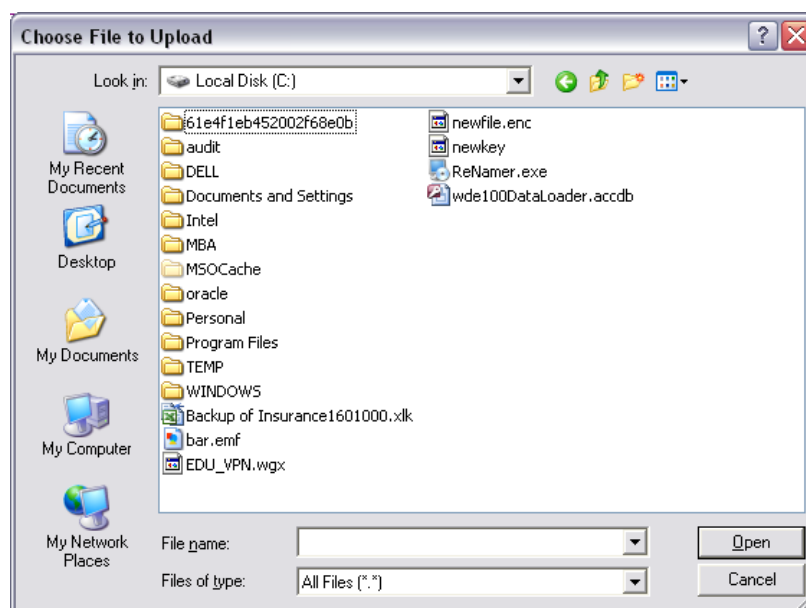 Choose File to Upload
Look in:
Local Disk (C:)
My Recent
Documents
Desktop
My Documents
My Computer
My Network
Places
61e4f1eb452002f68e0b
audit
DELL
Documents and Settings
Intel
MBA
MSOCache
oracle
Personal
Program Files
TEMP
WINDOWS
Backup of Insurance1601000.xlk
bar.emf
EDU_VPN.wgx
newfile.enc
newkey
ReNamer.exe
wde100DataLoader.accdb
File name:
Open
Files of type:
All Files (*.*)
Cancel